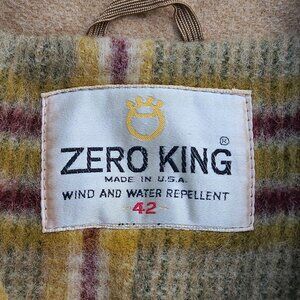 ZERO KING®
MADE IN U.S.A.
WIND AND WATER REPELLENT
42